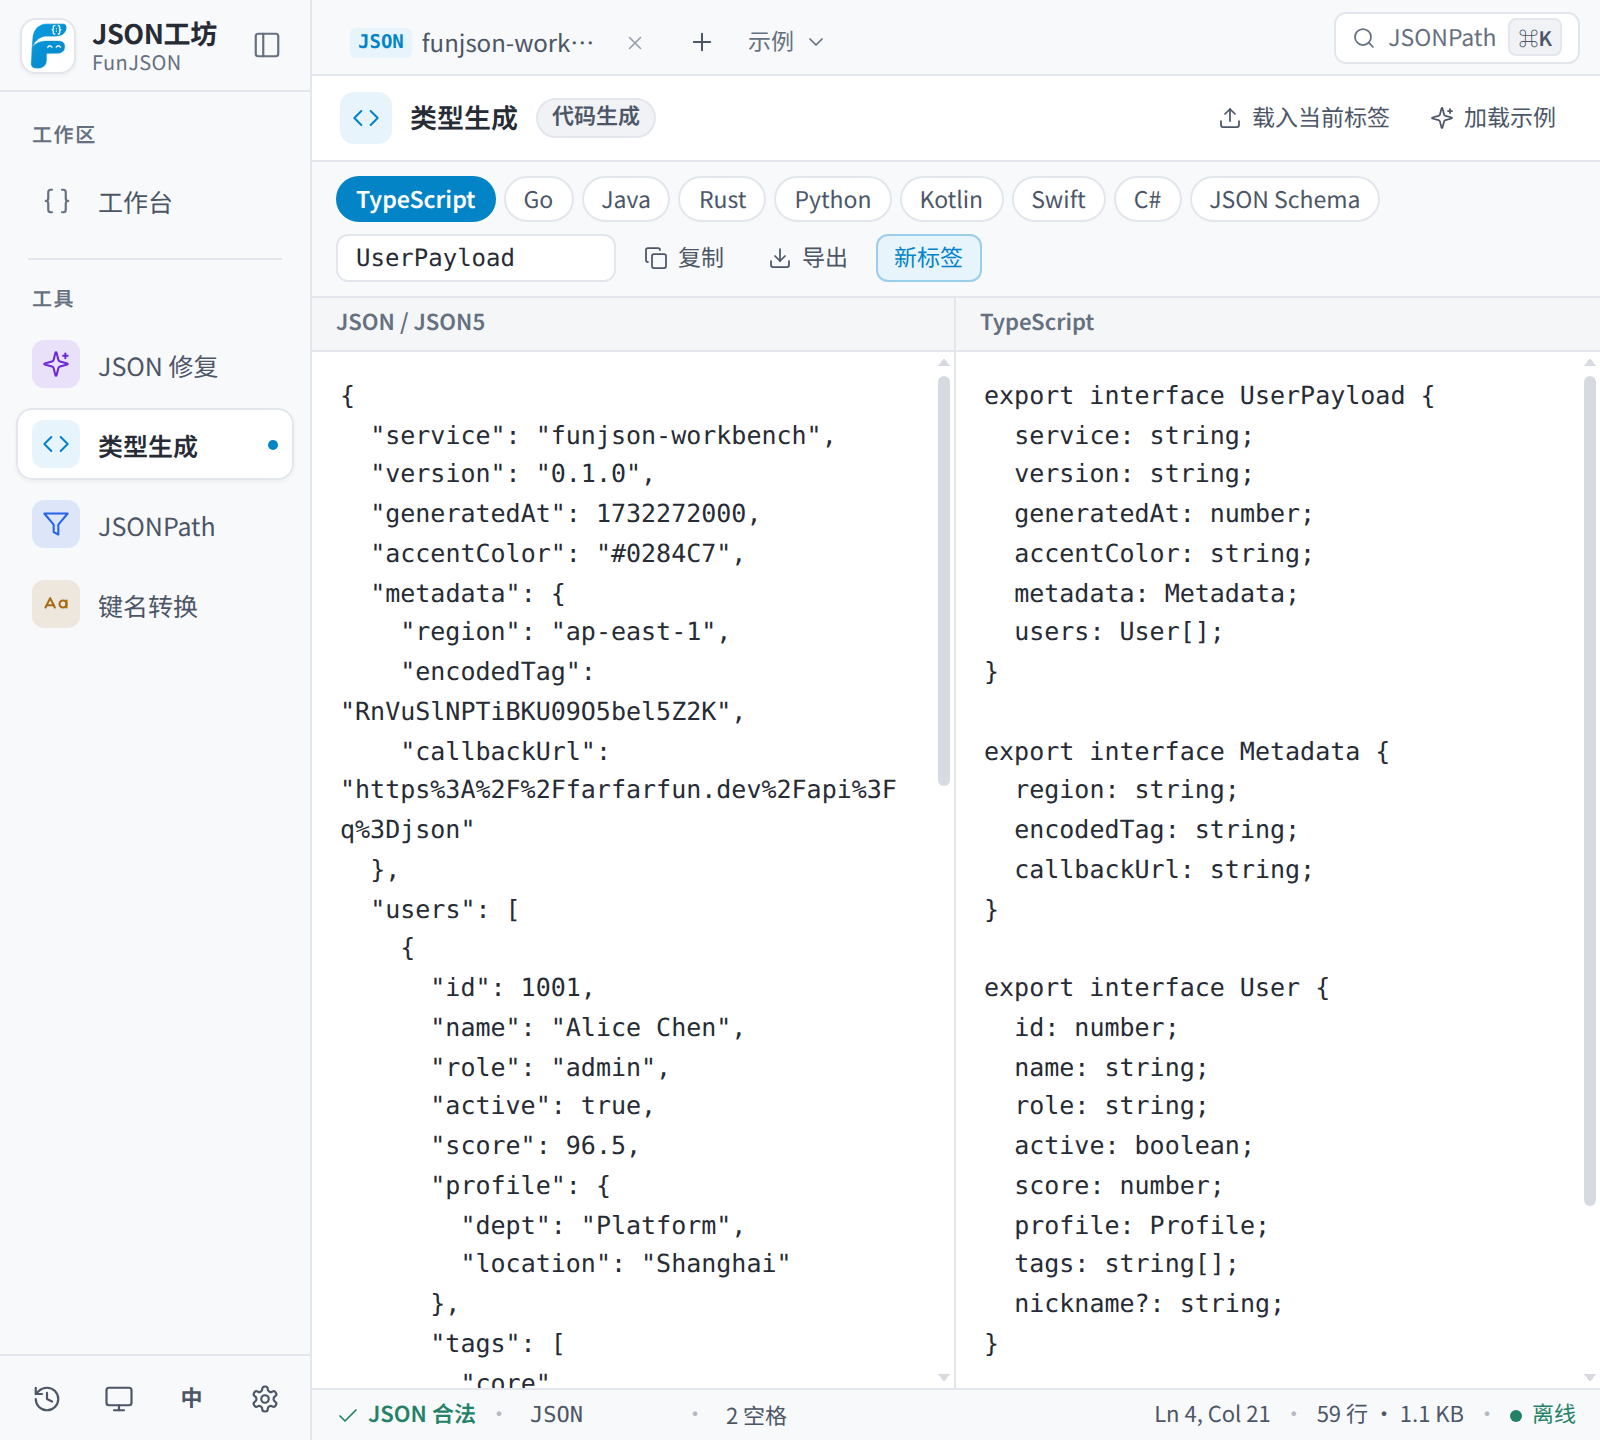 JSON工坊
FunJSON
JSON funjson-work…
示例
JSONPath ⌘K
工作区
工作台
工具
JSON 修复
类型生成
JSONPath
Aa 键名转换
中
类型生成 代码生成
载入当前标签 加载示例
TypeScript Go Java Rust Python Kotlin Swift C# JSON Schema
UserPayload 复制 导出 新标签
JSON / JSON5
{
  "service": "funjson-workbench",
  "version": "0.1.0",
  "generatedAt": 1732272000,
  "accentColor": "#0284C7",
  "metadata": {
    "region": "ap-east-1",
    "encodedTag":
"RnVuSlNPTiBKU09O5bel5Z2K",
    "callbackUrl":
"https%3A%2F%2Ffarfarfun.dev%2Fapi%3F
q%3Djson"
  },
  "users": [
    {
      "id": 1001,
      "name": "Alice Chen",
      "role": "admin",
      "active": true,
      "score": 96.5,
      "profile": {
        "dept": "Platform",
        "location": "Shanghai"
      },
      "tags": [
        "core"
TypeScript
export interface UserPayload {
  service: string;
  version: string;
  generatedAt: number;
  accentColor: string;
  metadata: Metadata;
  users: User[];
}
export interface Metadata {
  region: string;
  encodedTag: string;
  callbackUrl: string;
}
export interface User {
  id: number;
  name: string;
  role: string;
  active: boolean;
  score: number;
  profile: Profile;
  tags: string[];
  nickname?: string;
}
JSON 合法 • JSON • 2 空格
Ln 4, Col 21 • 59 行 • 1.1 KB • 离线